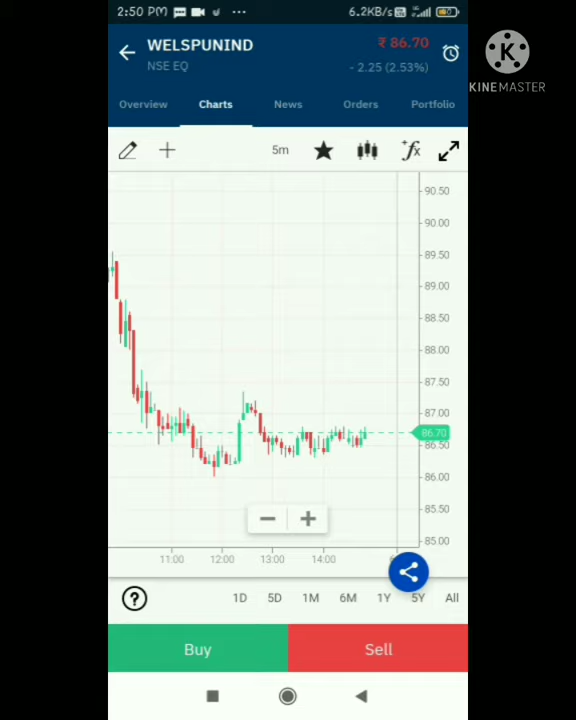 2:50 PM ... 6.2KB/s
WELSPUNIND ₹ 86.70
NSE EQ - 2.25 (2.53%)
K
KINEMASTER
Overview Charts News Orders Portfolio
5m fx
90.50
90.00
89.50
89.00
88.50
88.00
87.50
87.00
86.70
86.50
86.00
85.50
85.00
11:00 12:00 13:00 14:00
? 1D 5D 1M 6M 1Y 5Y All
Buy Sell